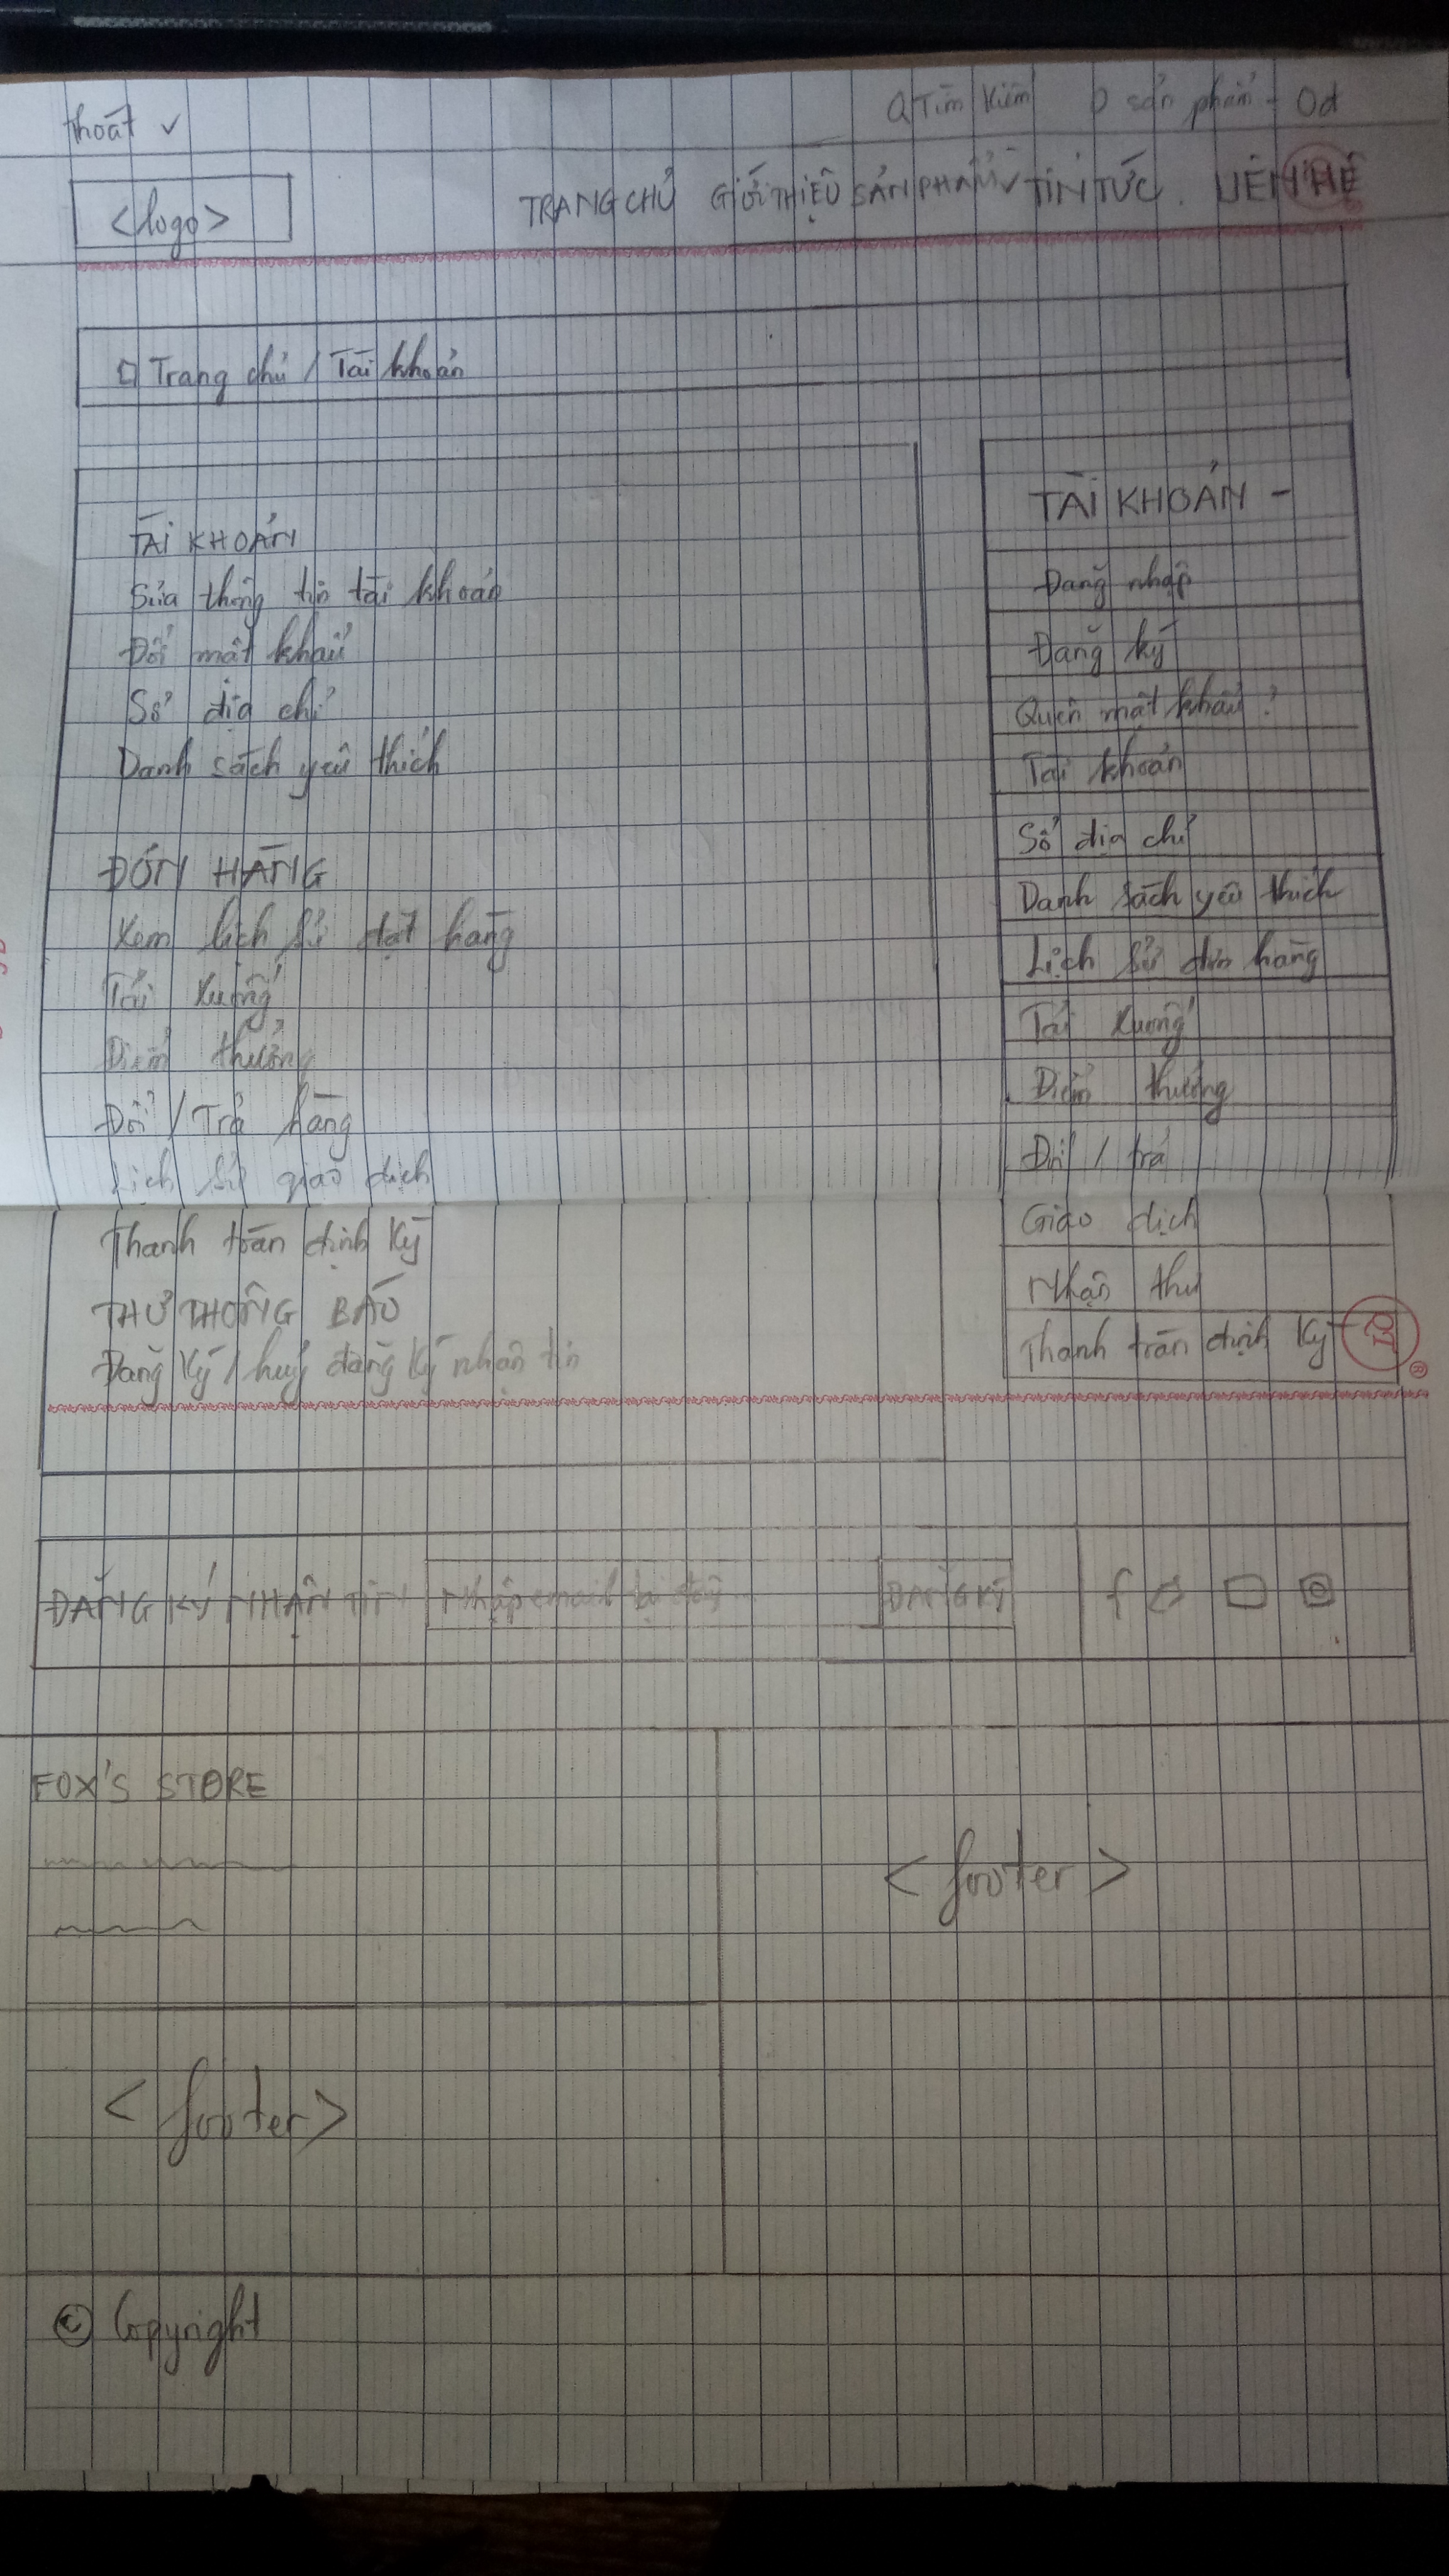 Thoát ˅
Tìm kiếm 0 sản phẩm - 0đ
<logo>
TRANG CHỦ GIỚI THIỆU SẢN PHẨM ˅ TIN TỨC. LIÊN HỆ
Trang chủ / Tài khoản
TÀI KHOẢN
Sửa thông tin tài khoản
Đổi mật khẩu
Sổ địa chỉ
Danh sách yêu thích
ĐƠN HÀNG
Xem lịch sử đặt hàng
Tải xuống
Điểm thưởng
Đổi / Trả hàng
Lịch sử giao dịch
Thanh toán định kỳ
THƯ THÔNG BÁO
Đăng ký / huỷ đăng ký nhận tin
TÀI KHOẢN -
Đăng nhập
Đăng ký
Quên mật khẩu?
Tài khoản
Sổ địa chỉ
Danh sách yêu thích
Lịch sử đơn hàng
Tải xuống
Điểm thưởng
Đổi / trả
Giao dịch
Nhận thư
Thanh toán định kỳ
ĐĂNG KÝ NHẬN TIN Nhập email tại đây... ĐĂNG KÝ f
FOX'S STORE
<footer>
<footer>
© Copyright